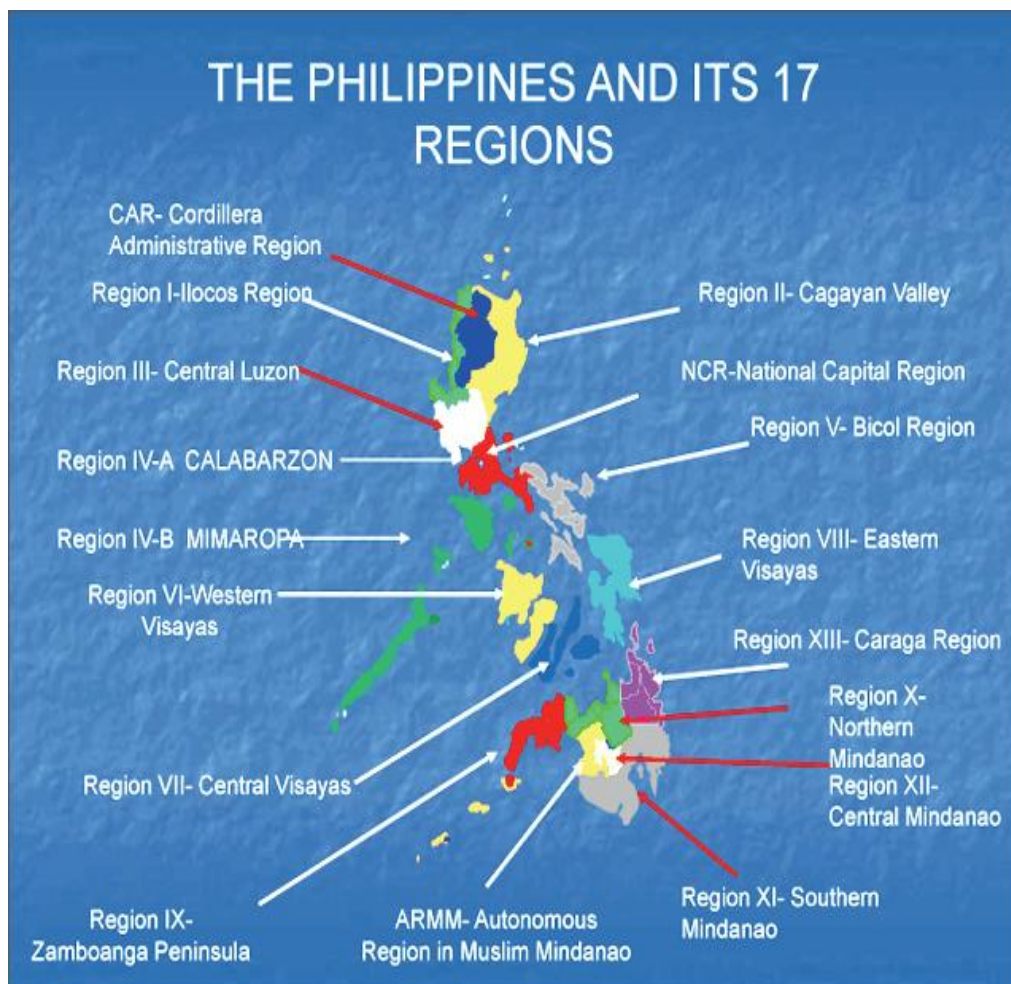 THE PHILIPPINES AND ITS 17
REGIONS
CAR- Cordillera
Administrative Region
Region I-Ilocos Region
Region II- Cagayan Valley
Region III- Central Luzon
NCR-National Capital Region
Region V- Bicol Region
Region IV-A CALABARZON
Region IV-B MIMAROPA
Region VIII- Eastern
Visayas
Region VI-Western
Visayas
Region XIII- Caraga Region
Region X-
Northern
Mindanao
Region VII- Central Visayas
Region XII-
Central Mindanao
Region XI- Southern
Mindanao
Region IX-
Zamboanga Peninsula
ARMM- Autonomous
Region in Muslim Mindanao